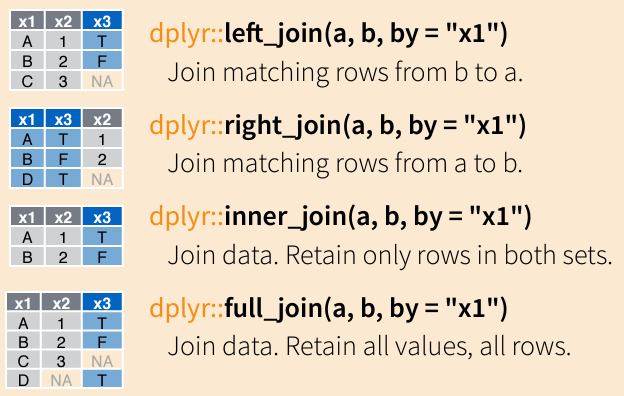 x1 x2 x3
A 1 T
B 2 F
C 3 NA
dplyr::left_join(a, b, by = "x1")
Join matching rows from b to a.
x1 x3 x2
A T 1
B F 2
D T NA
dplyr::right_join(a, b, by = "x1")
Join matching rows from a to b.
x1 x2 x3
A 1 T
B 2 F
dplyr::inner_join(a, b, by = "x1")
Join data. Retain only rows in both sets.
x1 x2 x3
A 1 T
B 2 F
C 3 NA
D NA T
dplyr::full_join(a, b, by = "x1")
Join data. Retain all values, all rows.